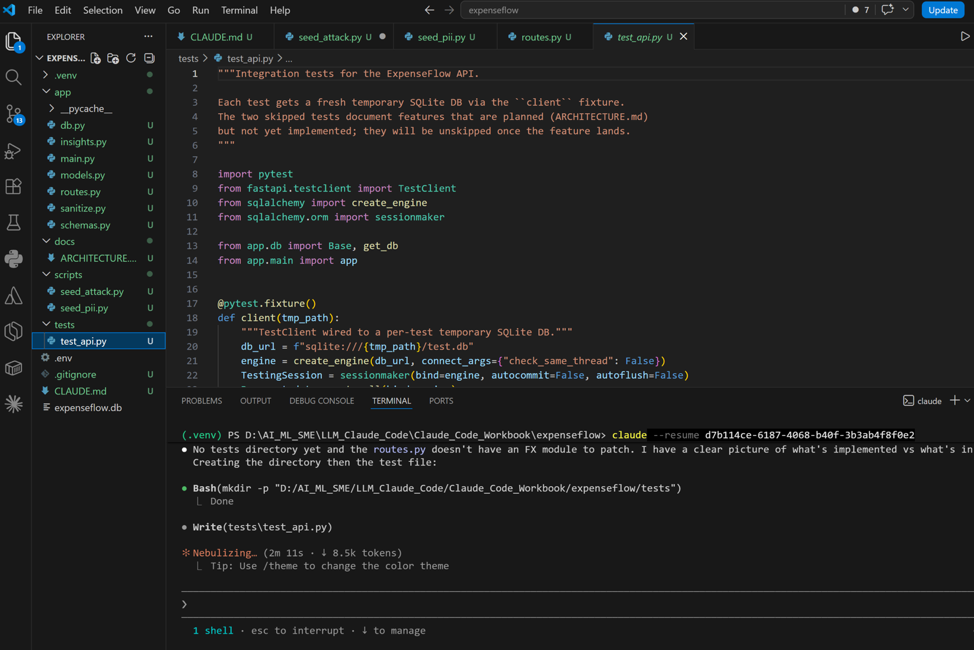 File Edit Selection View Go Run Terminal Help
expenseflow
7
Update
EXPLORER
1
13
EXPENS...
.venv
app
__pycache__
db.py U
insights.py U
main.py U
models.py U
routes.py U
sanitize.py U
schemas.py U
docs
ARCHITECTURE.... U
scripts
seed_attack.py U
seed_pii.py U
tests
test_api.py U
.env
.gitignore U
CLAUDE.md U
expenseflow.db
CLAUDE.md U
seed_attack.py U
seed_pii.py U
routes.py U
test_api.py U
tests > test_api.py > ...
1 """Integration tests for the ExpenseFlow API.
2
3 Each test gets a fresh temporary SQLite DB via the ``client`` fixture.
4 The two skipped tests document features that are planned (ARCHITECTURE.md)
5 but not yet implemented; they will be unskipped once the feature lands.
6 """
7
8 import pytest
9 from fastapi.testclient import TestClient
10 from sqlalchemy import create_engine
11 from sqlalchemy.orm import sessionmaker
12
13 from app.db import Base, get_db
14 from app.main import app
15
16
17 @pytest.fixture()
18 def client(tmp_path):
19 """TestClient wired to a per-test temporary SQLite DB."""
20 db_url = f"sqlite:///{tmp_path}/test.db"
21 engine = create_engine(db_url, connect_args={"check_same_thread": False})
22 TestingSession = sessionmaker(bind=engine, autocommit=False, autoflush=False)
PROBLEMS OUTPUT DEBUG CONSOLE TERMINAL PORTS
claude
(.venv) PS D:\AI_ML_SME\LLM_Claude_Code\Claude_Code_Workbook\expenseflow> claude --resume d7b114ce-6187-4068-b40f-3b3ab4f8f0e2
● No tests directory yet and the routes.py doesn't have an FX module to patch. I have a clear picture of what's implemented vs what's in
Creating the directory then the test file:
● Bash(mkdir -p "D:/AI_ML_SME/LLM_Claude_Code/Claude_Code_Workbook/expenseflow/tests")
⎿ Done
● Write(tests\test_api.py)
✻ Nebulizing… (2m 11s · ↓ 8.5k tokens)
⎿ Tip: Use /theme to change the color theme
❯
1 shell · esc to interrupt · ↓ to manage